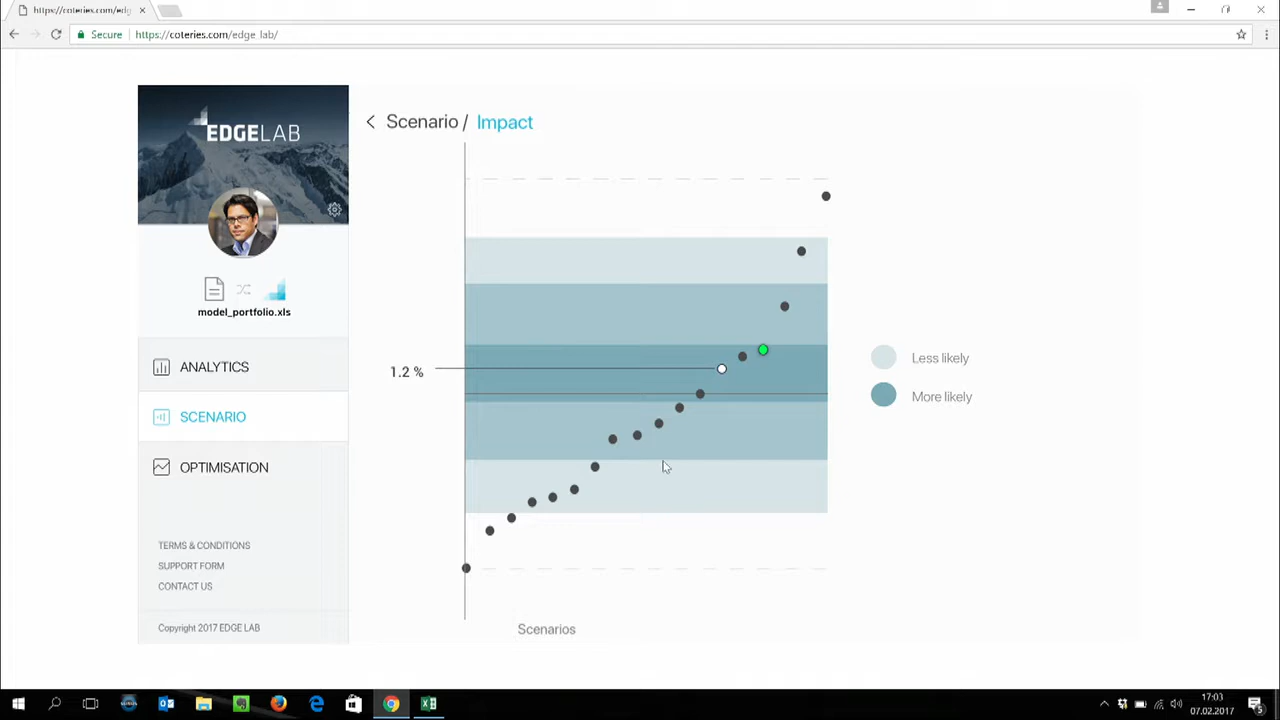 https://coteries.com/edg
Secure
https://coteries.com/edge_lab/
EDGELAB
model_portfolio.xls
ANALYTICS
SCENARIO
OPTIMISATION
TERMS & CONDITIONS
SUPPORT FORM
CONTACT US
Copyright 2017 EDGE LAB
Scenario / Impact
1.2 %
Less likely
More likely
Scenarios
17:03
07.02.2017
5